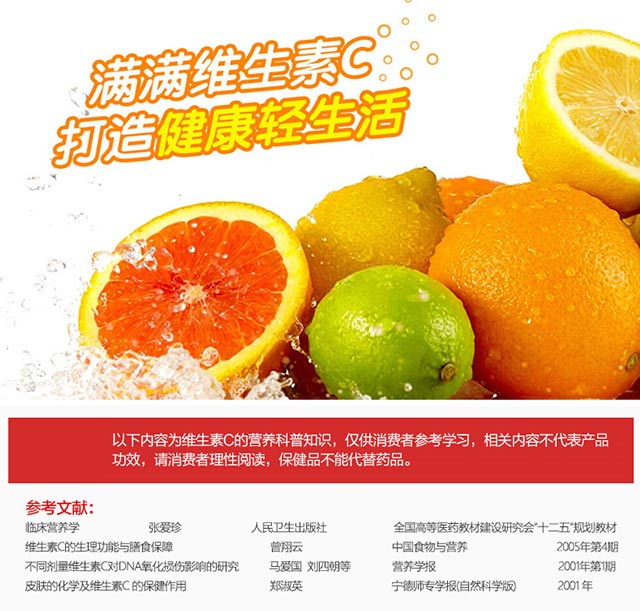 满满维生素C
打造健康轻生活
以下内容为维生素C的营养科普知识，仅供消费者参考学习，相关内容不代表产品
功效，请消费者理性阅读，保健品不能代替药品。
参考文献：
临床营养学 张爱珍 人民卫生出版社 全国高等医药教材建设研究会“十二五”规划教材
维生素C的生理功能与膳食保障 曾翔云 中国食物与营养 2005年第4期
不同剂量维生素C对DNA氧化损伤影响的研究 马爱国 刘四朝等 营养学报 2001年第1期
皮肤的化学及维生素C 的保健作用 郑淑英 宁德师专学报(自然科学版) 2001 年